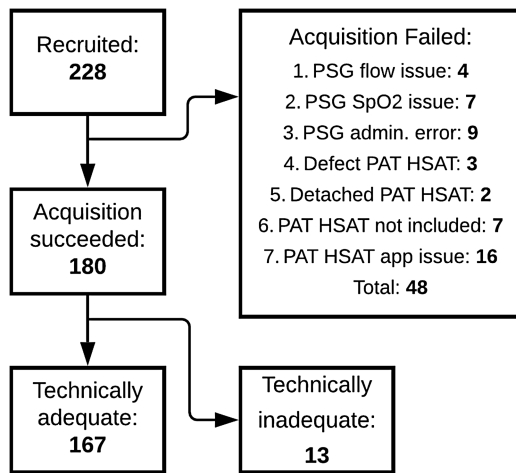 Recruited:
228
Acquisition Failed:
1. PSG flow issue: 4
2. PSG SpO2 issue: 7
3. PSG admin. error: 9
4. Defect PAT HSAT: 3
5. Detached PAT HSAT: 2
6. PAT HSAT not included: 7
7. PAT HSAT app issue: 16
Total: 48
Acquisition
succeeded:
180
Technically
adequate:
167
Technically
inadequate:
13